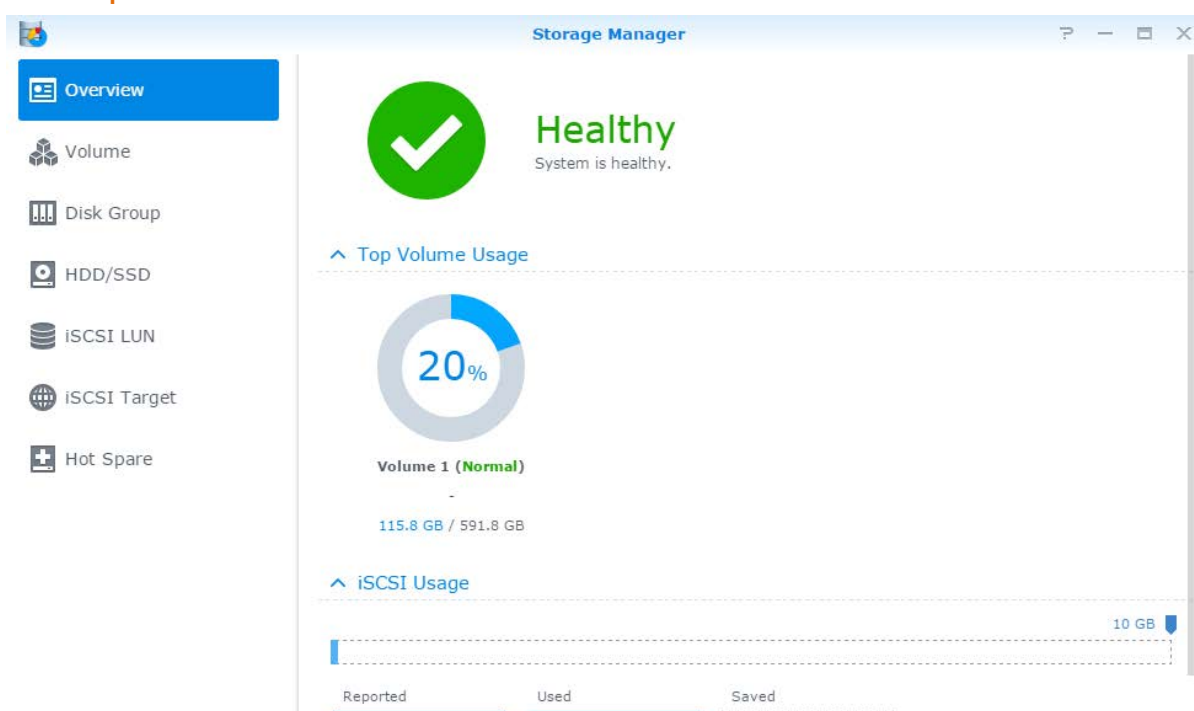 Storage Manager
Overview
Volume
Disk Group
HDD/SSD
iSCSI LUN
iSCSI Target
Hot Spare
Healthy
System is healthy.
Top Volume Usage
20%
Volume 1 (Normal)
-
115.8 GB / 591.8 GB
iSCSI Usage
10 GB
Reported Used Saved